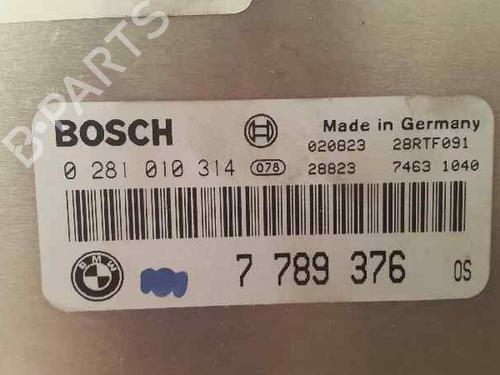 B-PARTS
BOSCH
Made in Germany
020823 28RTF091
0 281 010 314 078 28823 7463 1040
BMW
7 789 376 OS